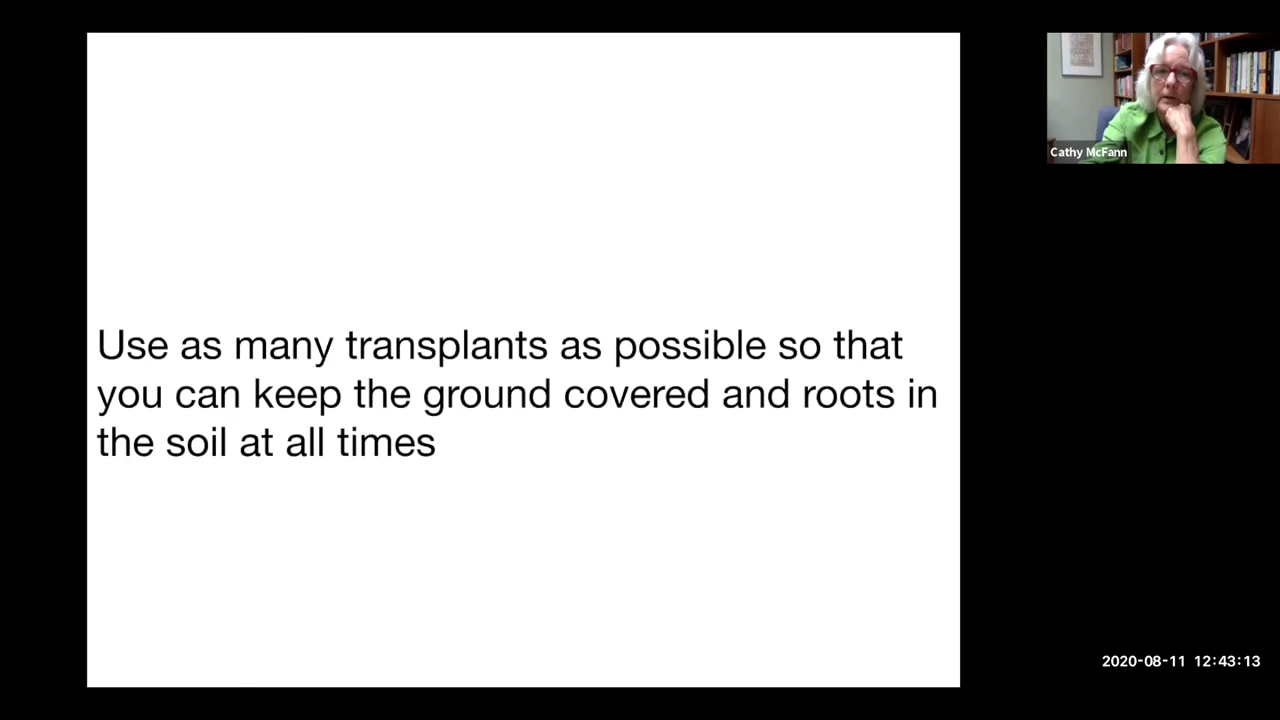 Use as many transplants as possible so that
you can keep the ground covered and roots in
the soil at all times
Cathy McFann
2020-08-11 12:43:13